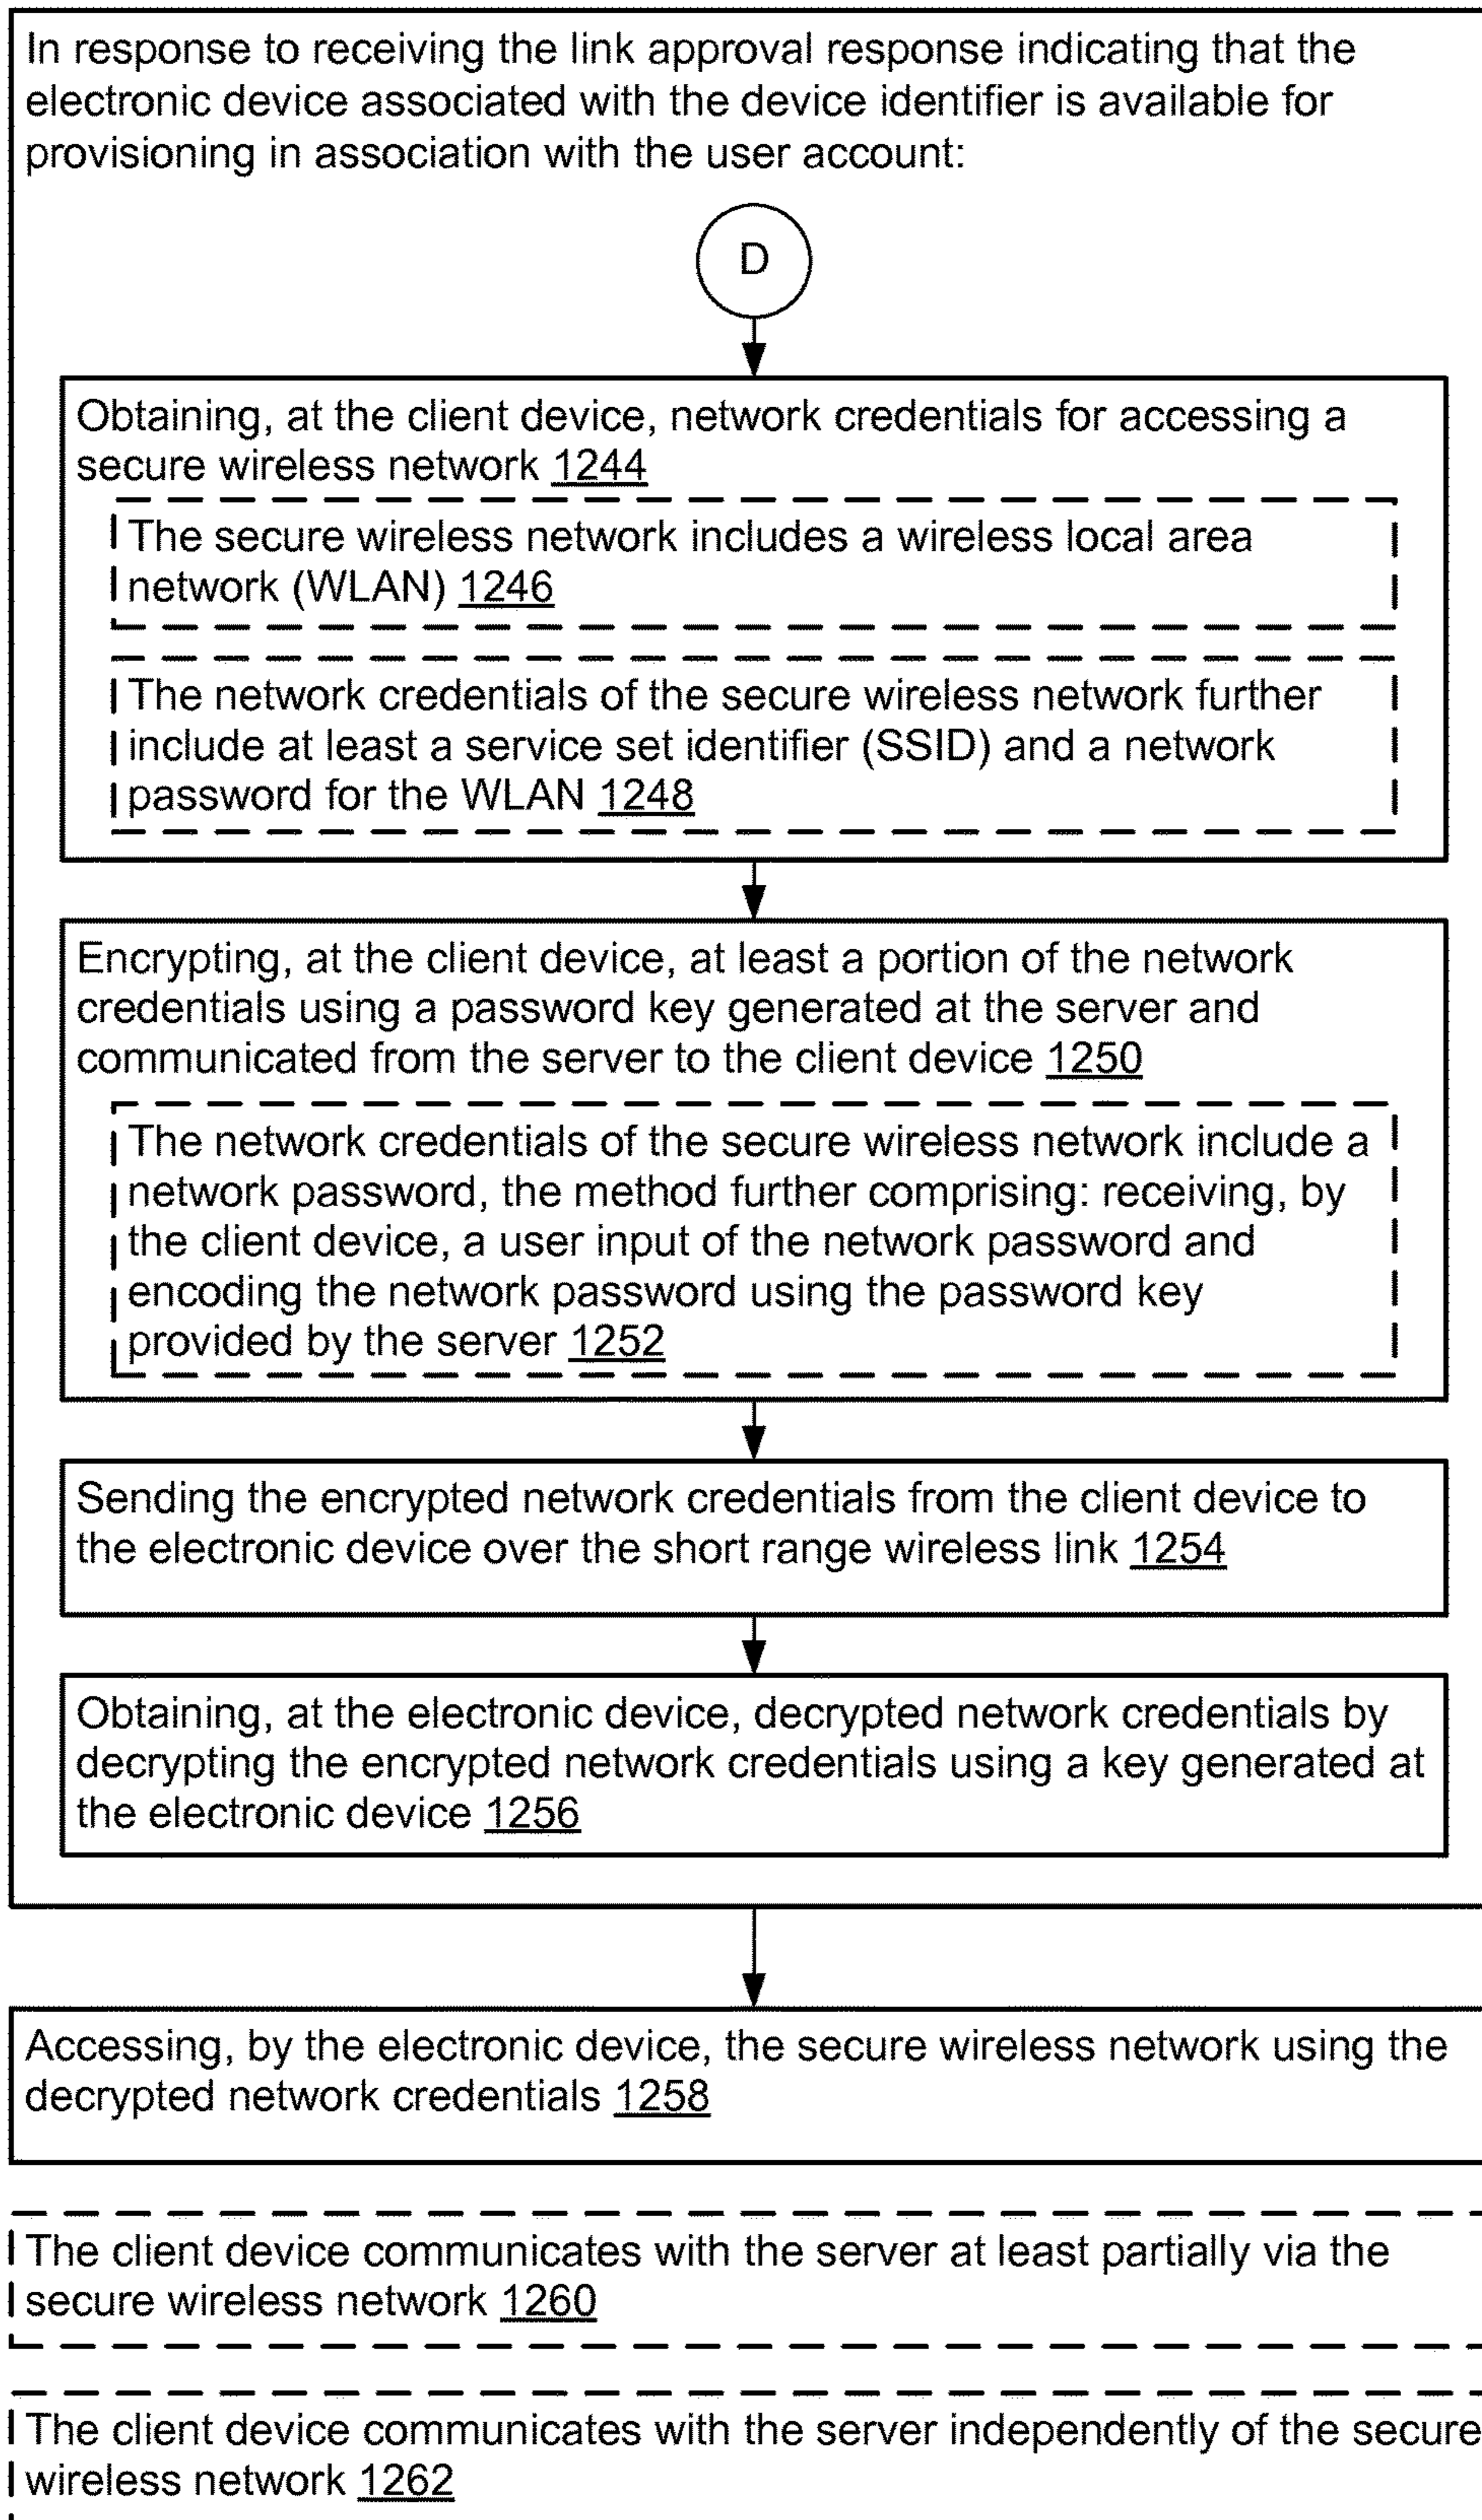 In response to receiving the link approval response indicating that the
electronic device associated with the device identifier is available for
provisioning in association with the user account:
D
Obtaining, at the client device, network credentials for accessing a
secure wireless network 1244
The secure wireless network includes a wireless local area
network (WLAN) 1246
The network credentials of the secure wireless network further
include at least a service set identifier (SSID) and a network
password for the WLAN 1248
Encrypting, at the client device, at least a portion of the network
credentials using a password key generated at the server and
communicated from the server to the client device 1250
The network credentials of the secure wireless network include a
network password, the method further comprising: receiving, by
the client device, a user input of the network password and
encoding the network password using the password key
provided by the server 1252
Sending the encrypted network credentials from the client device to
the electronic device over the short range wireless link 1254
Obtaining, at the electronic device, decrypted network credentials by
decrypting the encrypted network credentials using a key generated at
the electronic device 1256
Accessing, by the electronic device, the secure wireless network using the
decrypted network credentials 1258
The client device communicates with the server at least partially via the
secure wireless network 1260
The client device communicates with the server independently of the secure
wireless network 1262